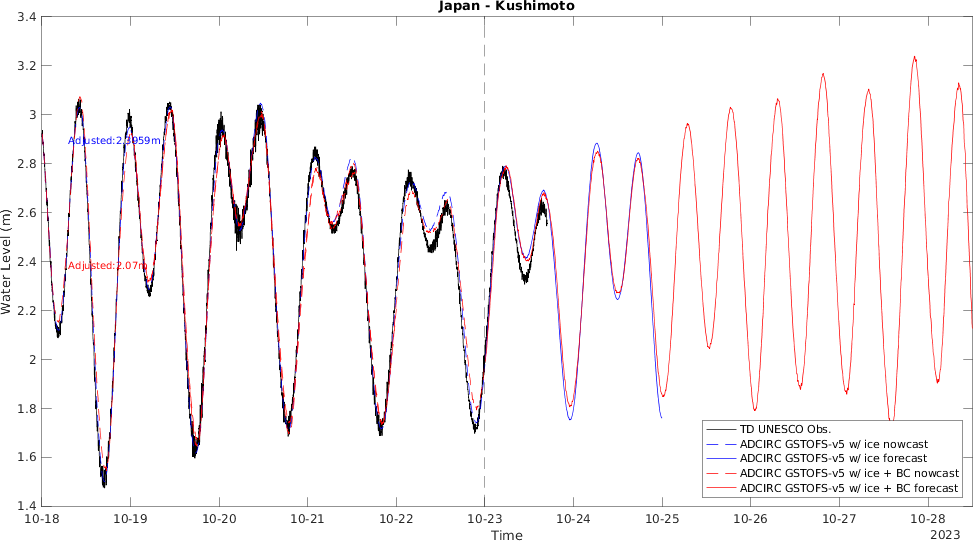 Japan - Kushimoto
3.4
3.2
3
2.8
2.6
2.4
2.2
2
1.8
1.6
1.4
Water Level (m)
Adjusted:2.3959m
Adjusted:2.07m
TD UNESCO Obs.
ADCIRC GSTOFS-v5 w/ ice nowcast
ADCIRC GSTOFS-v5 w/ ice forecast
ADCIRC GSTOFS-v5 w/ ice + BC nowcast
ADCIRC GSTOFS-v5 w/ ice + BC forecast
10-18 10-19 10-20 10-21 10-22 10-23 10-24 10-25 10-26 10-27 10-28
Time
2023